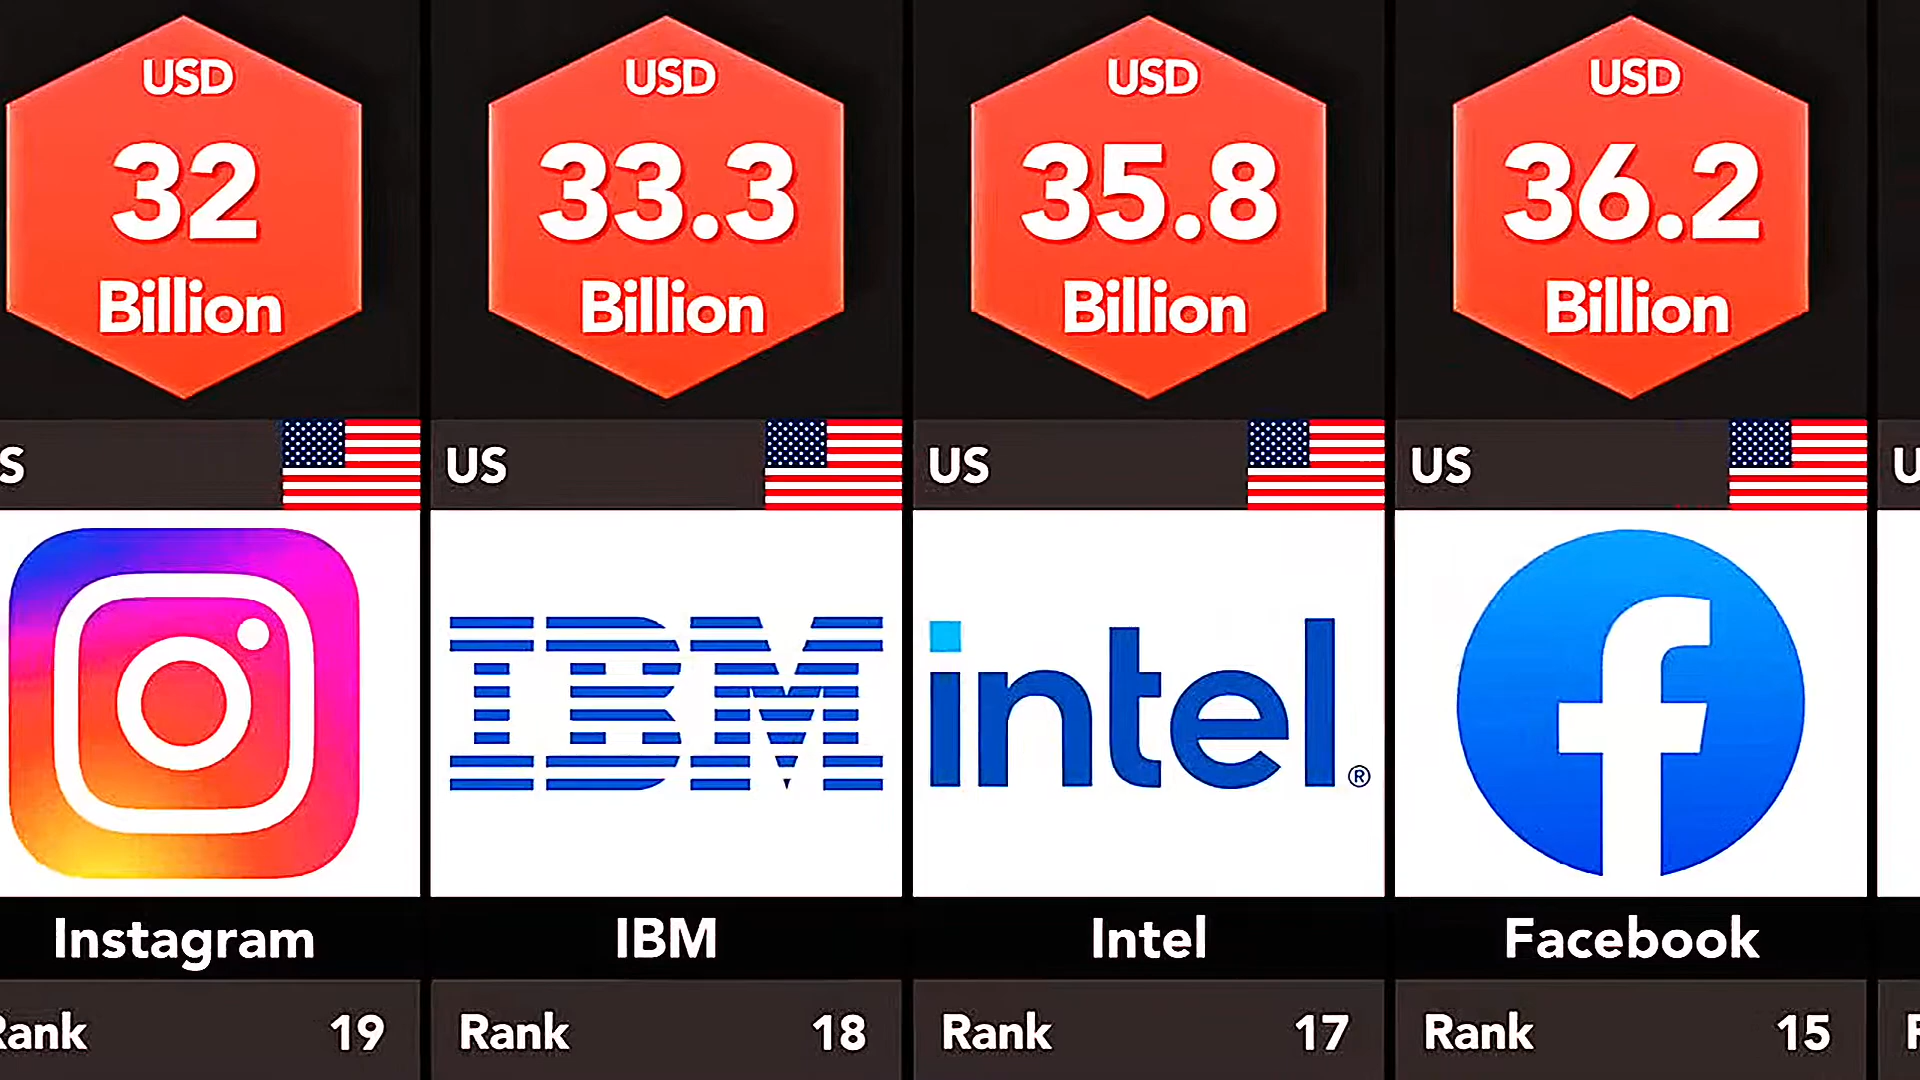 USD
32
Billion
S
Instagram
Rank 19
USD
33.3
Billion
US
IBM
IBM
Rank 18
USD
35.8
Billion
US
intel®
Intel
Rank 17
USD
36.2
Billion
US
f
Facebook
Rank 15